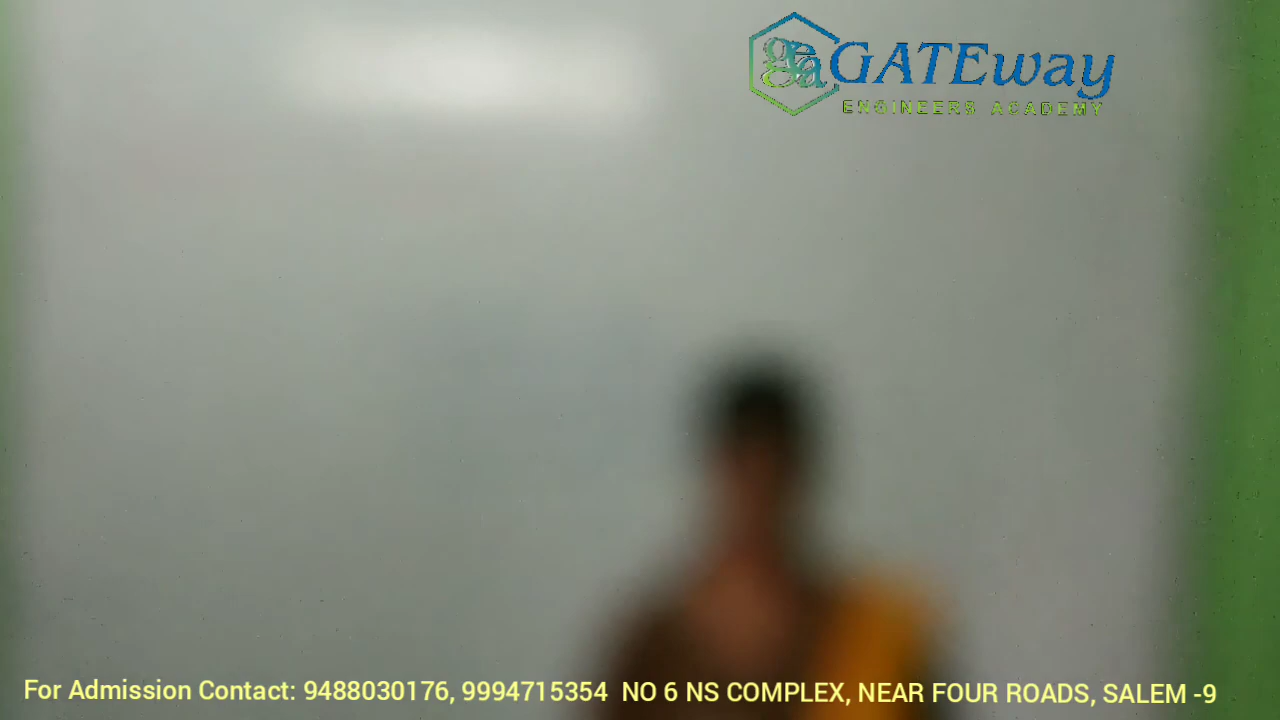 GATEway
ENGINEERS ACADEMY
For Admission Contact: 9488030176, 9994715354 NO 6 NS COMPLEX, NEAR FOUR ROADS, SALEM -9